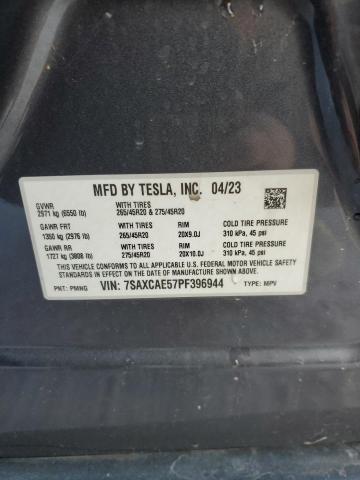 MFD BY TESLA, INC. 04/23
GVWR WITH TIRES
2971 kg (6550 lb) 265/45R20 & 275/45R20
GAWR FRT WITH TIRES RIM COLD TIRE PRESSURE
1350 kg (2976 lb) 265/45R20 20X9.0J 310 kPa, 45 psi
GAWR RR WITH TIRES RIM COLD TIRE PRESSURE
1727 kg (3808 lb) 275/45R20 20X10.0J 310 kPa, 45 psi
THIS VEHICLE CONFORMS TO ALL APPLICABLE U.S. FEDERAL MOTOR VEHICLE SAFETY
STANDARDS IN EFFECT ON THE DATE OF MANUFACTURE SHOWN ABOVE.
PNT: PMNG VIN: 7SAXCAE57PF396944 TYPE: MPV